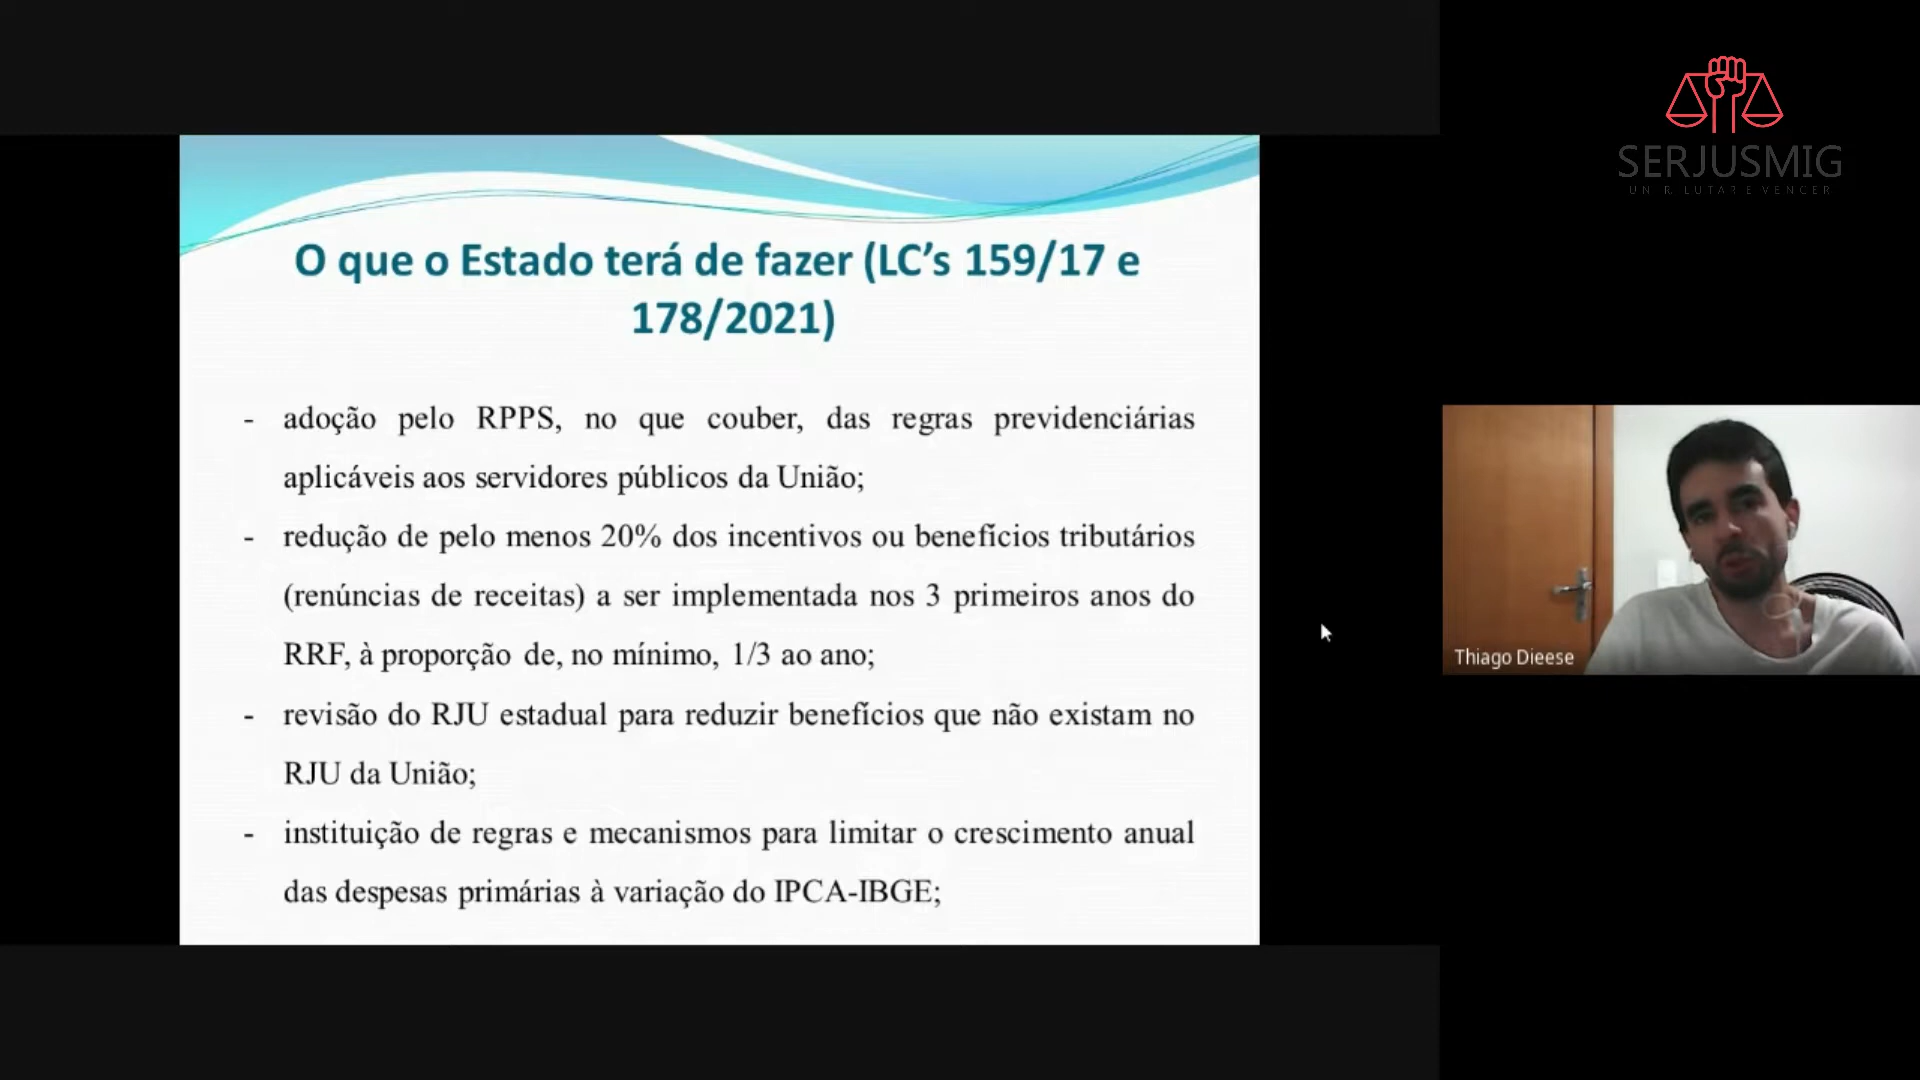 SERJUSMIG
UNIR, LUTAR E VENCER
O que o Estado terá de fazer (LC’s 159/17 e
178/2021)
- adoção pelo RPPS, no que couber, das regras previdenciárias
aplicáveis aos servidores públicos da União;
- redução de pelo menos 20% dos incentivos ou benefícios tributários
(renúncias de receitas) a ser implementada nos 3 primeiros anos do
RRF, à proporção de, no mínimo, 1/3 ao ano;
- revisão do RJU estadual para reduzir benefícios que não existam no
RJU da União;
- instituição de regras e mecanismos para limitar o crescimento anual
das despesas primárias à variação do IPCA-IBGE;
Thiago Dieese